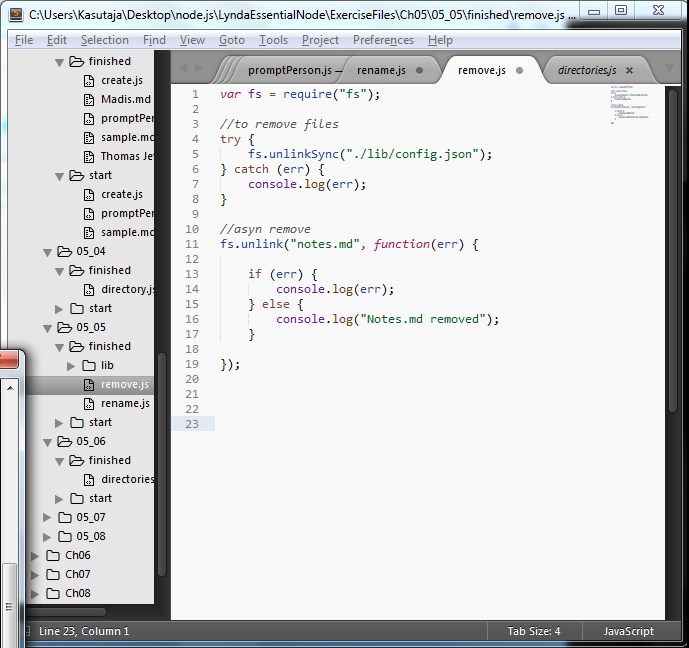 C:\Users\Kasutaja\Desktop\node.js\LyndaEssentialNode\ExerciseFiles\Ch05\05_05\finished\remove.js ...
File Edit Selection Find View Goto Tools Project Preferences Help
promptPerson.js — rename.js remove.js directories.js
finished
create.js
Madis.md
promptPer
sample.md
Thomas Je
start
create.js
promptPer
sample.md
05_04
finished
directory.js
start
05_05
finished
lib
remove.js
rename.js
start
05_06
finished
directories
start
05_07
05_08
Ch06
Ch07
Ch08
1 var fs = require("fs");
2
3 //to remove files
4 try {
5 fs.unlinkSync("./lib/config.json");
6 } catch (err) {
7 console.log(err);
8 }
9
10 //asyn remove
11 fs.unlink("notes.md", function(err) {
12
13 if (err) {
14 console.log(err);
15 } else {
16 console.log("Notes.md removed");
17 }
18
19 });
20
21
22
23
Line 23, Column 1 Tab Size: 4 JavaScript